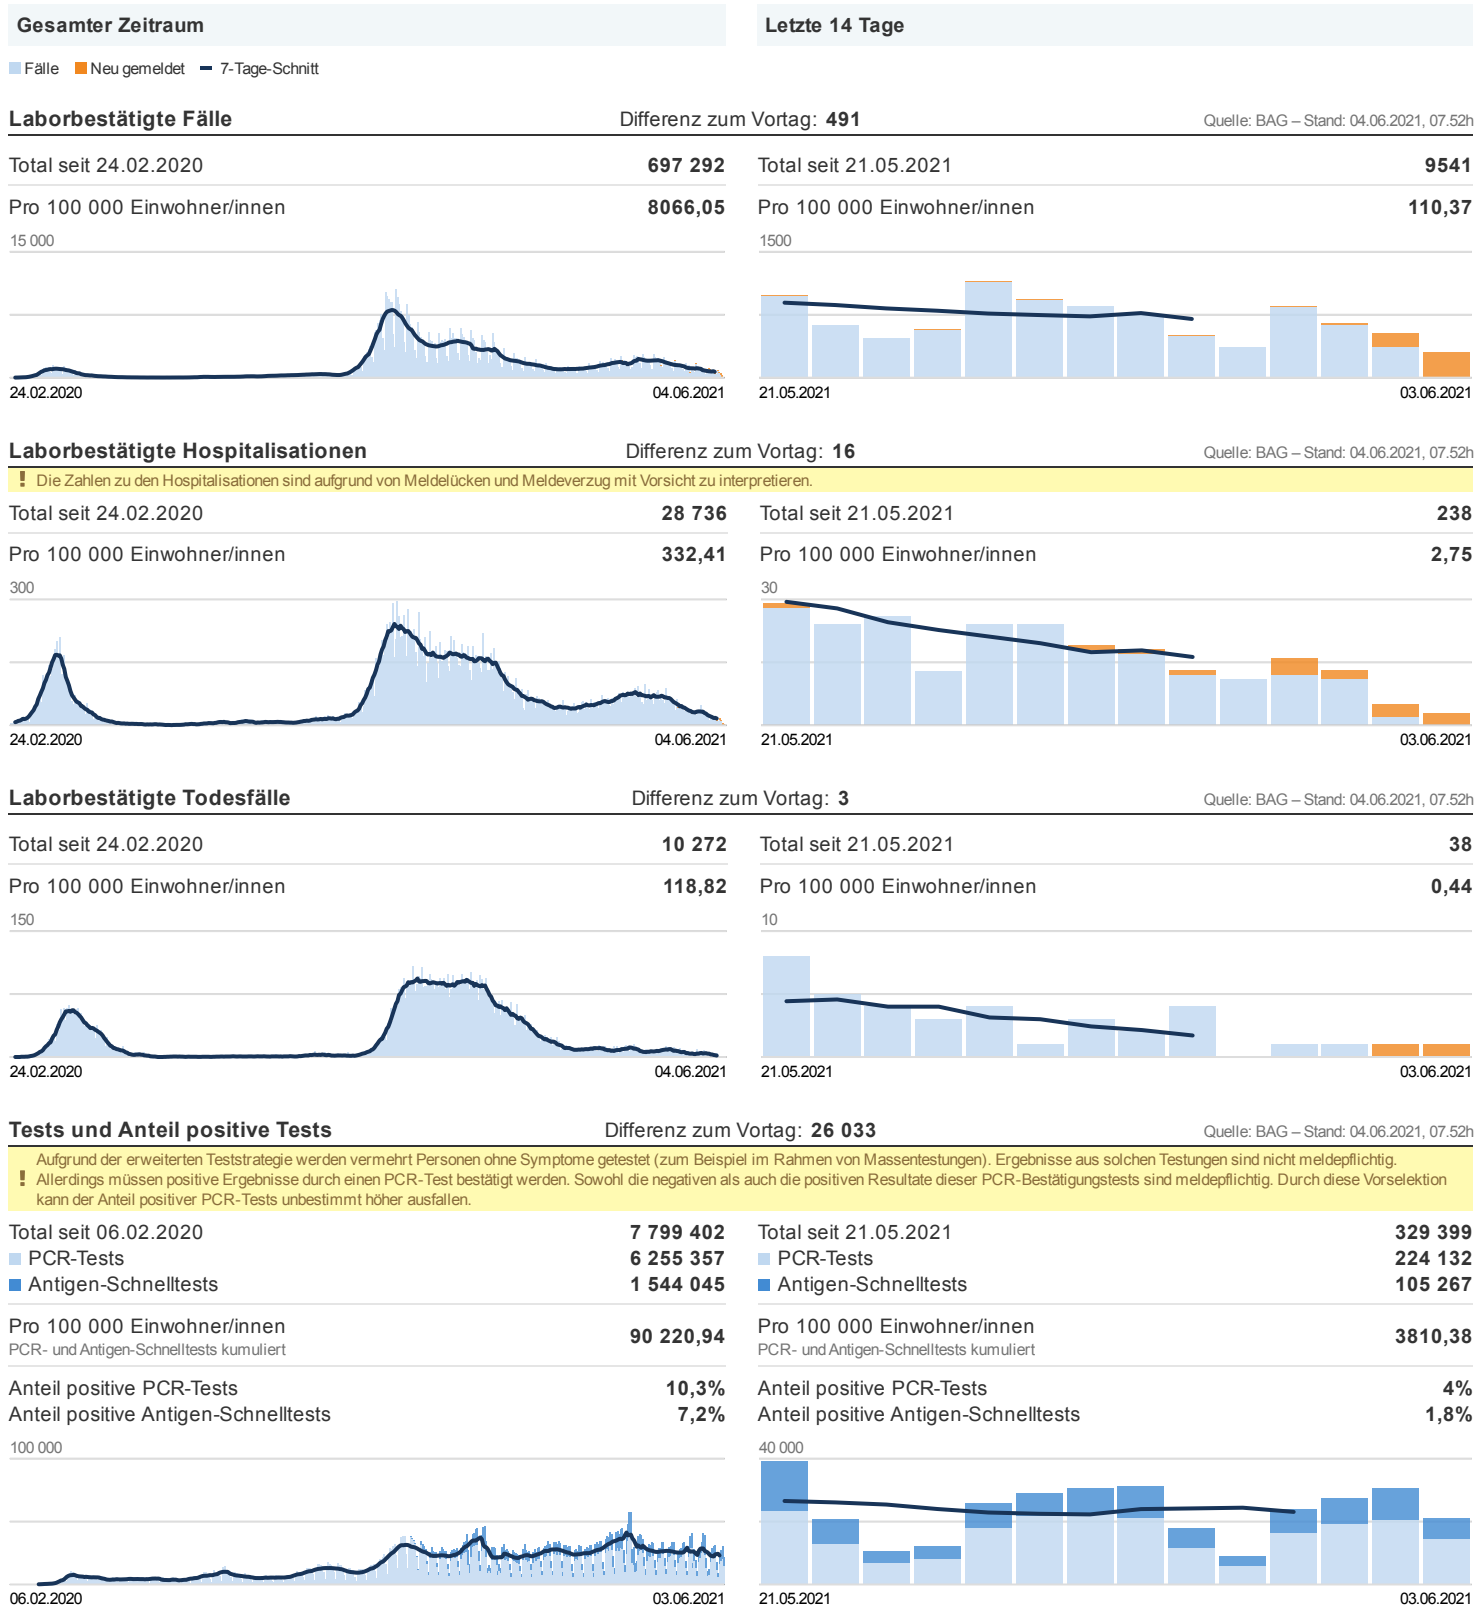 Gesamter Zeitraum
Letzte 14 Tage
Fälle Neu gemeldet 7-Tage-Schnitt
Laborbestätigte Fälle Differenz zum Vortag: 491 Quelle: BAG – Stand: 04.06.2021, 07.52h
Total seit 24.02.2020 697 292
Pro 100 000 Einwohner/innen 8066,05
15 000
24.02.2020 04.06.2021
Total seit 21.05.2021 9541
Pro 100 000 Einwohner/innen 110,37
1500
21.05.2021 03.06.2021
Laborbestätigte Hospitalisationen Differenz zum Vortag: 16 Quelle: BAG – Stand: 04.06.2021, 07.52h
! Die Zahlen zu den Hospitalisationen sind aufgrund von Meldelücken und Meldeverzug mit Vorsicht zu interpretieren.
Total seit 24.02.2020 28 736
Pro 100 000 Einwohner/innen 332,41
300
24.02.2020 04.06.2021
Total seit 21.05.2021 238
Pro 100 000 Einwohner/innen 2,75
30
21.05.2021 03.06.2021
Laborbestätigte Todesfälle Differenz zum Vortag: 3 Quelle: BAG – Stand: 04.06.2021, 07.52h
Total seit 24.02.2020 10 272
Pro 100 000 Einwohner/innen 118,82
150
24.02.2020 04.06.2021
Total seit 21.05.2021 38
Pro 100 000 Einwohner/innen 0,44
10
21.05.2021 03.06.2021
Tests und Anteil positive Tests Differenz zum Vortag: 26 033 Quelle: BAG – Stand: 04.06.2021, 07.52h
Aufgrund der erweiterten Teststrategie werden vermehrt Personen ohne Symptome getestet (zum Beispiel im Rahmen von Massentestungen). Ergebnisse aus solchen Testungen sind nicht meldepflichtig.
! Allerdings müssen positive Ergebnisse durch einen PCR-Test bestätigt werden. Sowohl die negativen als auch die positiven Resultate dieser PCR-Bestätigungstests sind meldepflichtig. Durch diese Vorselektion
kann der Anteil positiver PCR-Tests unbestimmt höher ausfallen.
Total seit 06.02.2020 7 799 402
PCR-Tests 6 255 357
Antigen-Schnelltests 1 544 045
Pro 100 000 Einwohner/innen 90 220,94
PCR- und Antigen-Schnelltests kumuliert
Anteil positive PCR-Tests 10,3%
Anteil positive Antigen-Schnelltests 7,2%
100 000
06.02.2020 03.06.2021
Total seit 21.05.2021 329 399
PCR-Tests 224 132
Antigen-Schnelltests 105 267
Pro 100 000 Einwohner/innen 3810,38
PCR- und Antigen-Schnelltests kumuliert
Anteil positive PCR-Tests 4%
Anteil positive Antigen-Schnelltests 1,8%
40 000
21.05.2021 03.06.2021